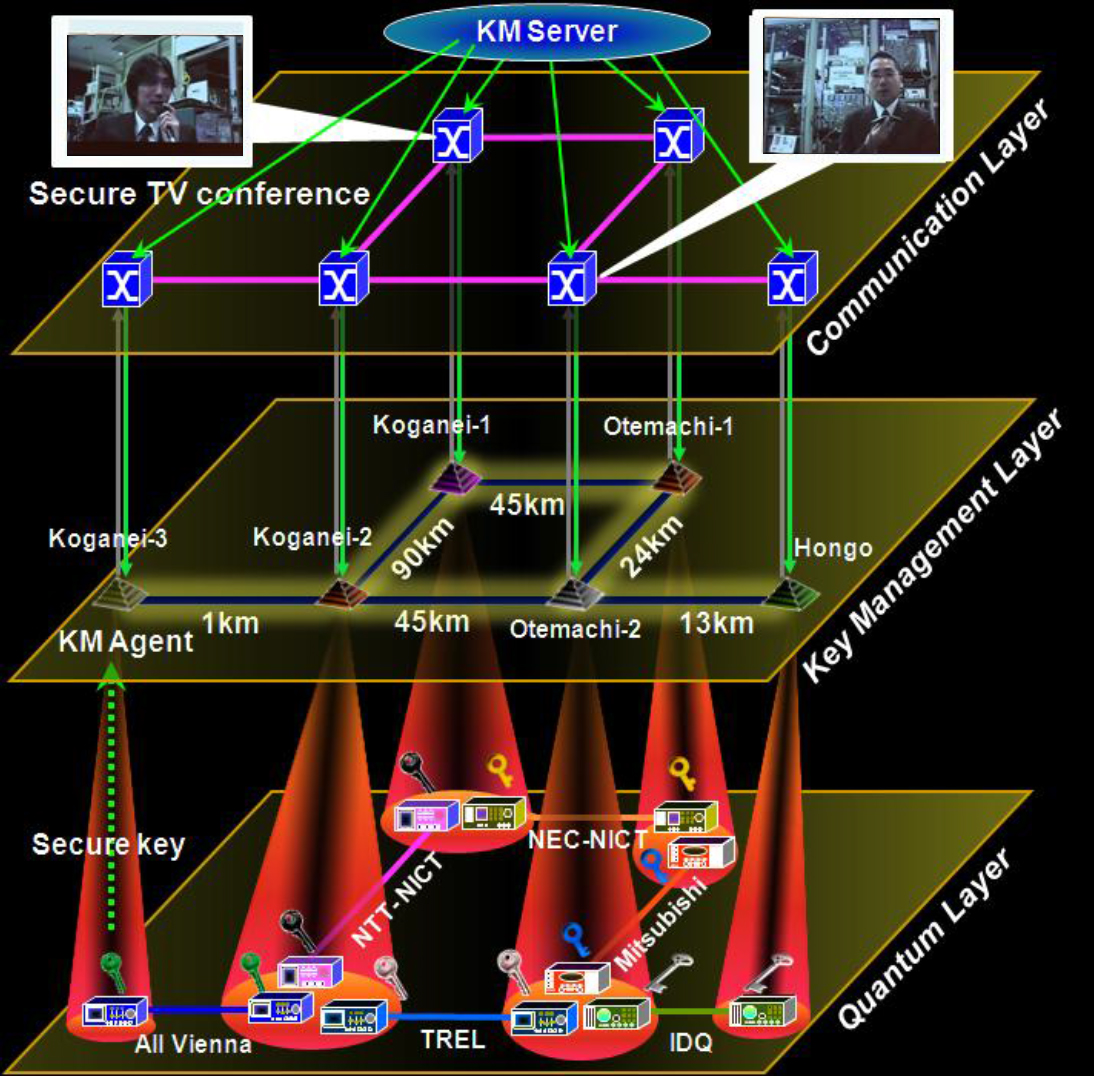 KM Server
Secure TV conference
Communication Layer
Koganei-1
Otemachi-1
45km
Koganei-3
Koganei-2
90km
24km
Hongo
1km
45km
Otemachi-2
13km
KM Agent
Key Management Layer
Secure key
NEC-NICT
NTT-NICT
Mitsubishi
All Vienna
TREL
IDQ
Quantum Layer